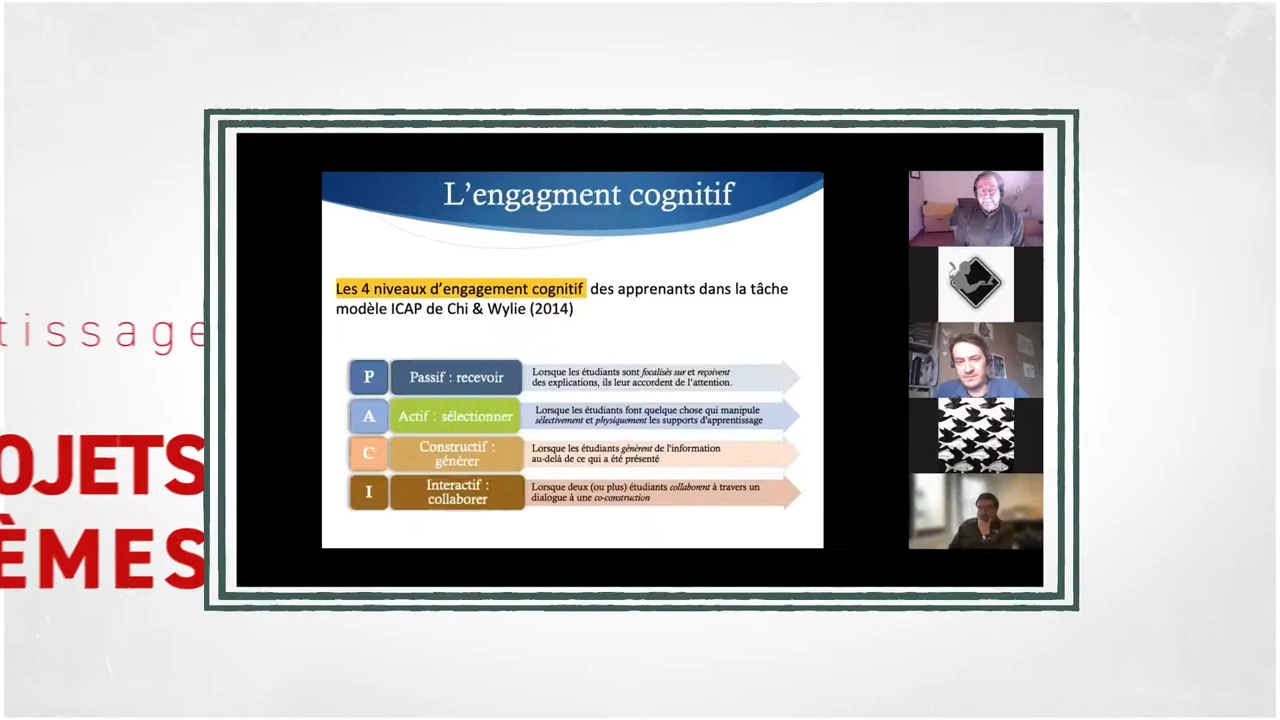 L'engagment cognitif
Les 4 niveaux d'engagement cognitif des apprenants dans la tâche
modèle ICAP de Chi & Wylie (2014)
P
Passif : recevoir
Lorsque les étudiants sont focalisés sur et reçoivent
des explications, ils leur accordent de l'attention.
A
Actif : sélectionner
Lorsque les étudiants font quelque chose qui manipule
sélectivement et physiquement les supports d'apprentissage
C
Constructif :
générer
Lorsque les étudiants génèrent de l'information
au-delà de ce qui a été présenté
I
Interactif :
collaborer
Lorsque deux (ou plus) étudiants collaborent à travers un
dialogue à une co-construction
tissage
OJETS
ÈMES